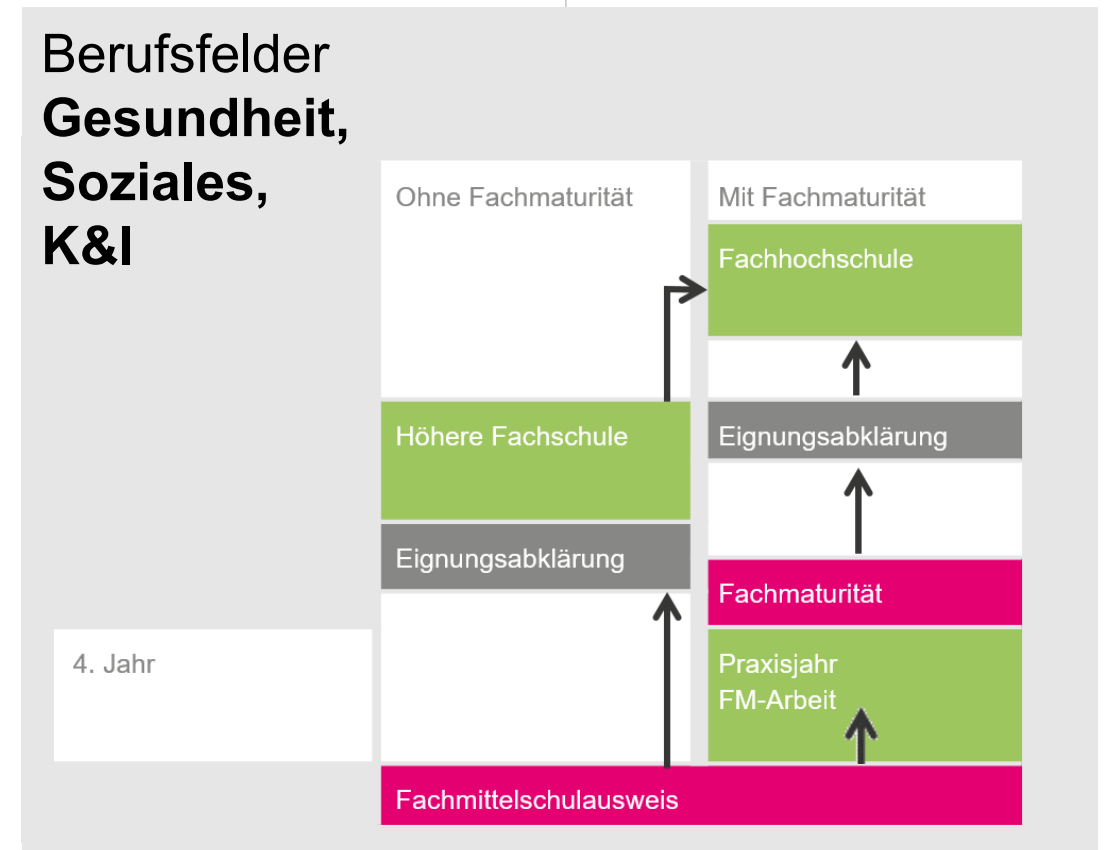 Berufsfelder
Gesundheit,
Soziales,
K&I
Ohne Fachmaturität
Mit Fachmaturität
Fachhochschule
Höhere Fachschule
Eignungsabklärung
Eignungsabklärung
Fachmaturität
4. Jahr
Praxisjahr
FM-Arbeit
Fachmittelschulausweis